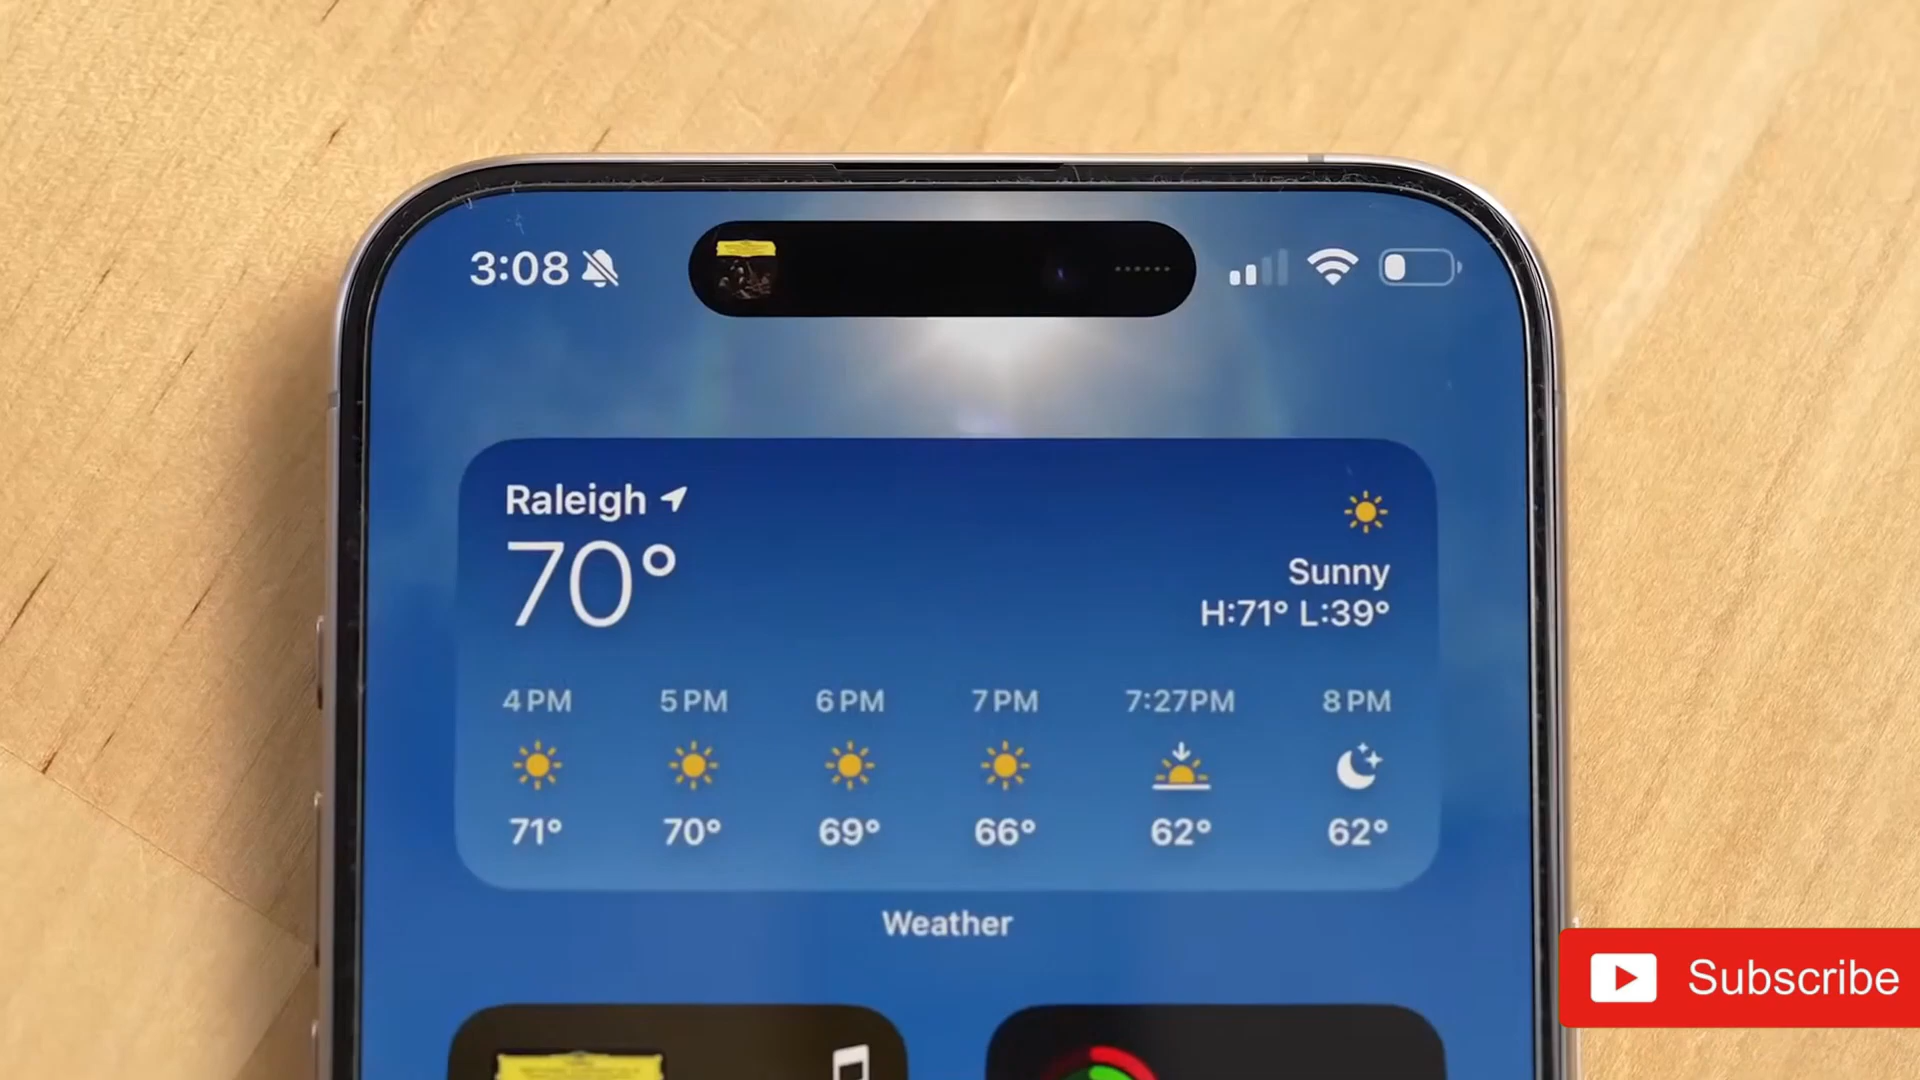 3:08
Raleigh
70°
Sunny
H:71° L:39°
4 PM 5 PM 6 PM 7 PM 7:27PM 8 PM
71° 70° 69° 66° 62° 62°
Weather
Subscribe